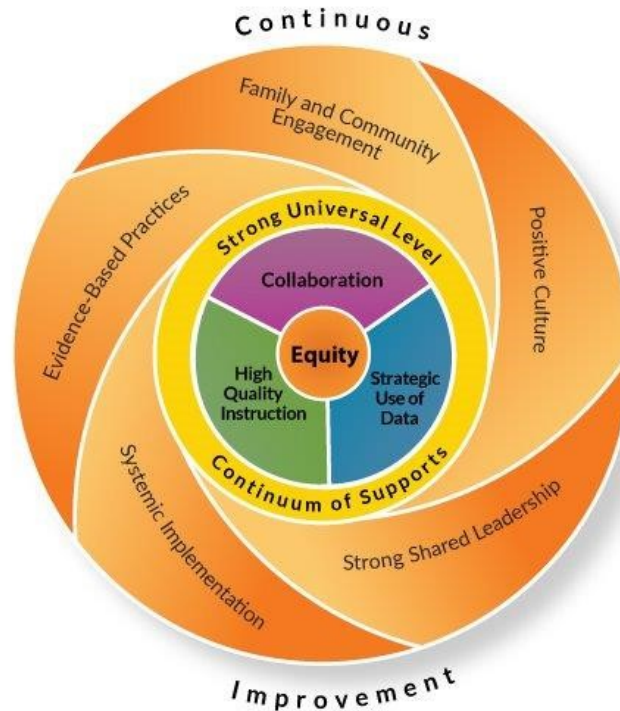 Continuous
Family and Community
Engagement
Positive Culture
Evidence-Based Practices
Strong Universal Level
Collaboration
Equity
High
Quality
Instruction
Strategic
Use of
Data
Continuum of Supports
Systemic Implementation
Strong Shared Leadership
Improvement